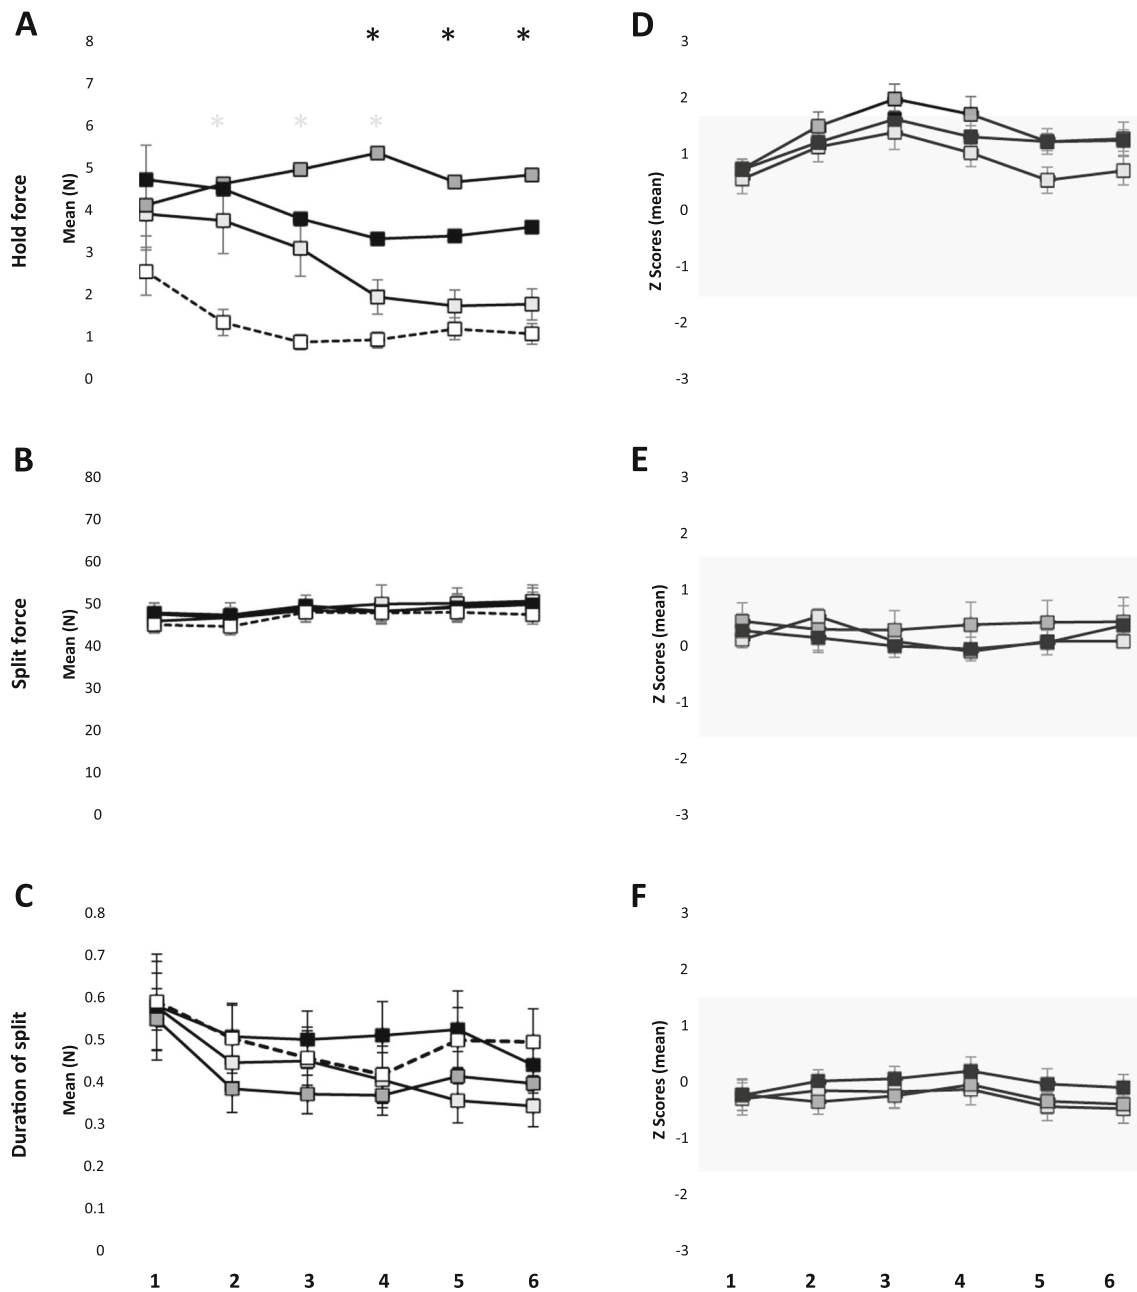 A
Hold force
Mean (N)
8
7
6
5
4
3
2
1
0
* * *
* * *
D
Z Scores (mean)
3
2
1
0
-1
-2
-3
B
Split force
Mean (N)
80
70
60
50
40
30
20
10
0
E
Z Scores (mean)
3
2
1
0
-1
-2
-3
C
Duration of split
Mean (N)
0.8
0.7
0.6
0.5
0.4
0.3
0.2
0.1
0
1 2 3 4 5 6
F
Z Scores (mean)
3
2
1
0
-1
-2
-3
1 2 3 4 5 6